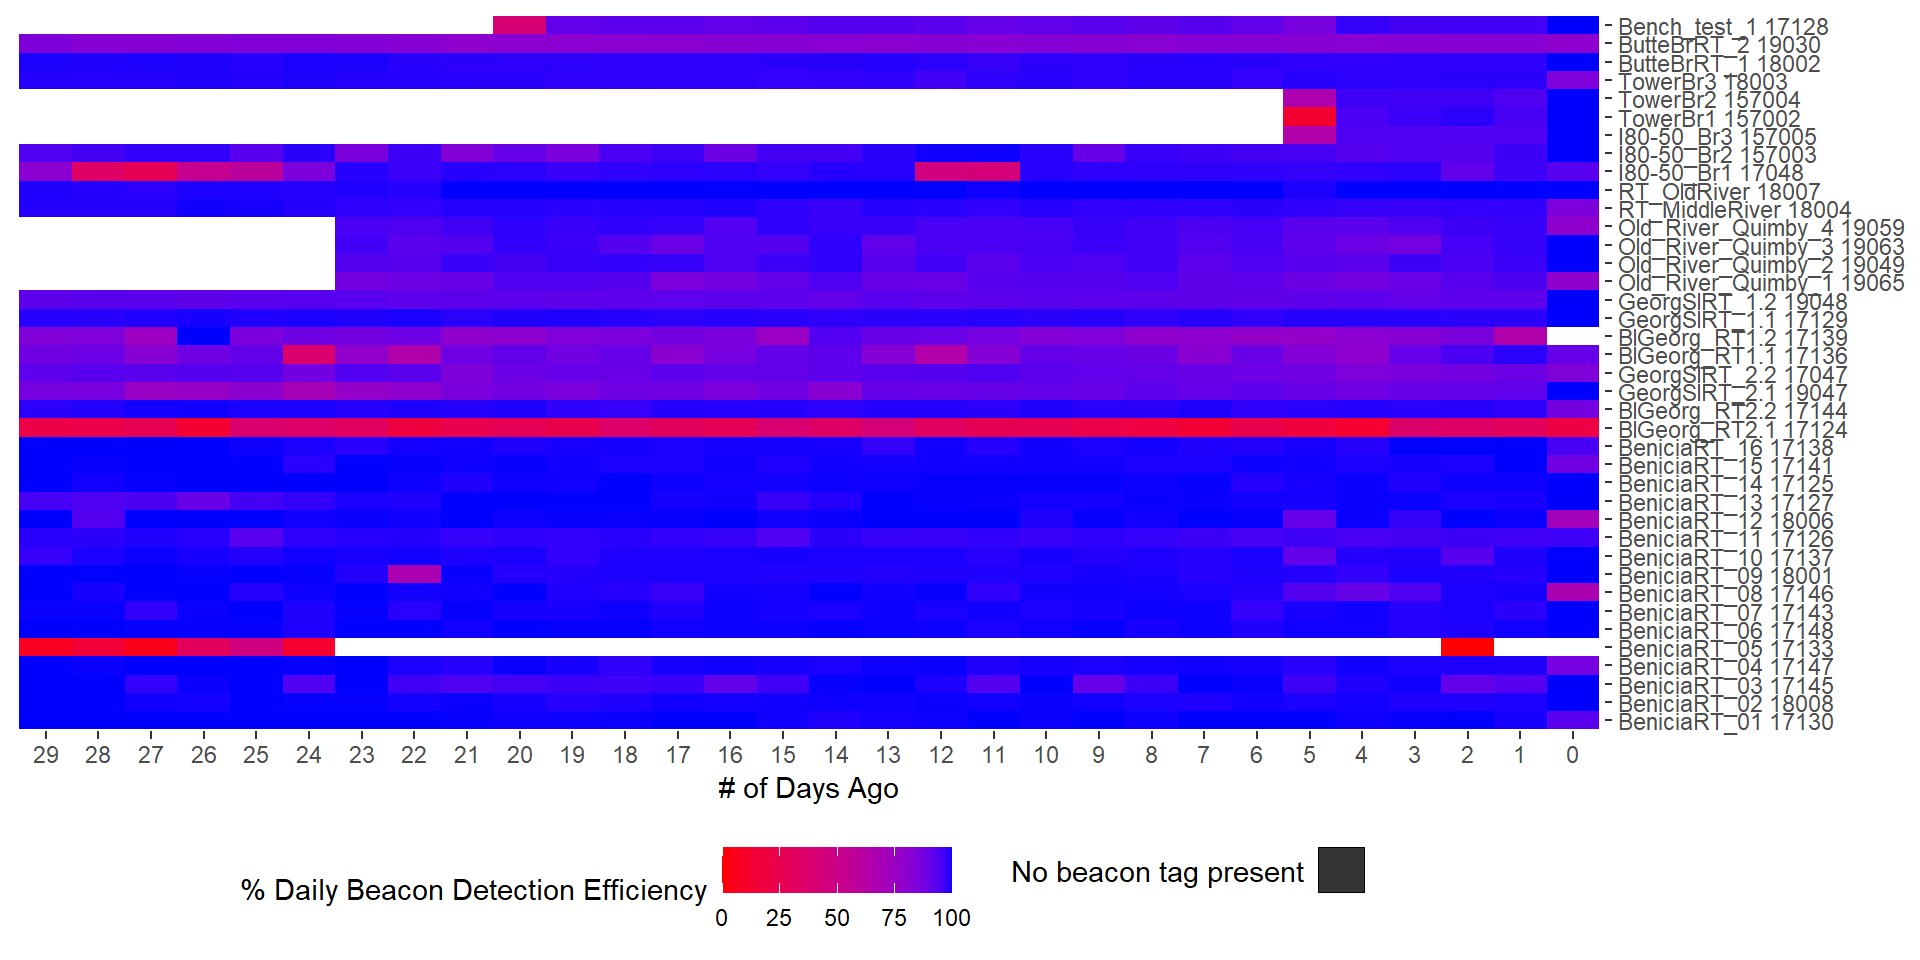 Bench_test_1 17128
ButteBrRT_2 19030
ButteBrRT_1 18002
TowerBr3 18003
TowerBr2 157004
TowerBr1 157002
I80-50_Br3 157005
I80-50_Br2 157003
I80-50_Br1 17048
RT_OldRiver 18007
RT_MiddleRiver 18004
Old_River_Quimby_4 19059
Old_River_Quimby_3 19063
Old_River_Quimby_2 19049
Old_River_Quimby_1 19065
GeorgSlRT_1.2 19048
GeorgSlRT_1.1 17129
BlGeorg_RT1.2 17139
BlGeorg_RT1.1 17136
GeorgSlRT_2.2 17047
GeorgSlRT_2.1 19047
BlGeorg_RT2.2 17144
BlGeorg_RT2.1 17124
BeniciaRT_16 17138
BeniciaRT_15 17141
BeniciaRT_14 17125
BeniciaRT_13 17127
BeniciaRT_12 18006
BeniciaRT_11 17126
BeniciaRT_10 17137
BeniciaRT_09 18001
BeniciaRT_08 17146
BeniciaRT_07 17143
BeniciaRT_06 17148
BeniciaRT_05 17133
BeniciaRT_04 17147
BeniciaRT_03 17145
BeniciaRT_02 18008
BeniciaRT_01 17130
29 28 27 26 25 24 23 22 21 20 19 18 17 16 15 14 13 12 11 10 9 8 7 6 5 4 3 2 1 0
# of Days Ago
% Daily Beacon Detection Efficiency
0 25 50 75 100
No beacon tag present